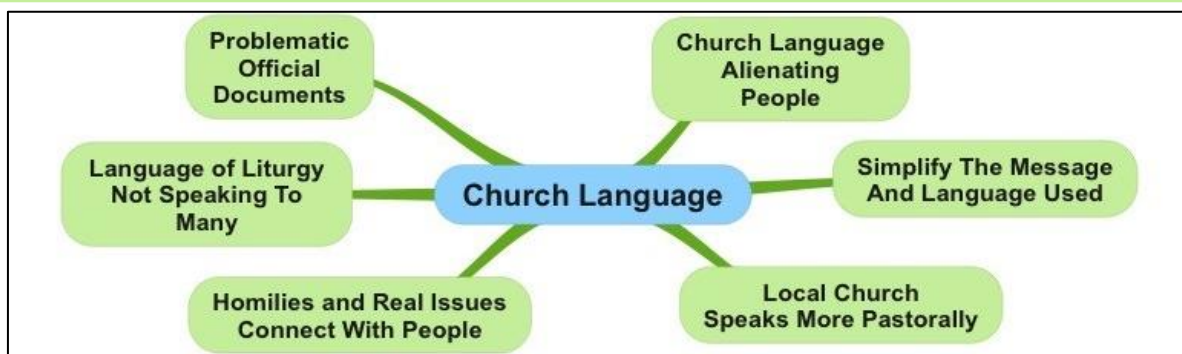 Problematic
Official
Documents
Church Language
Alienating
People
Language of Liturgy
Not Speaking To
Many
Church Language
Simplify The Message
And Language Used
Homilies and Real Issues
Connect With People
Local Church
Speaks More Pastorally